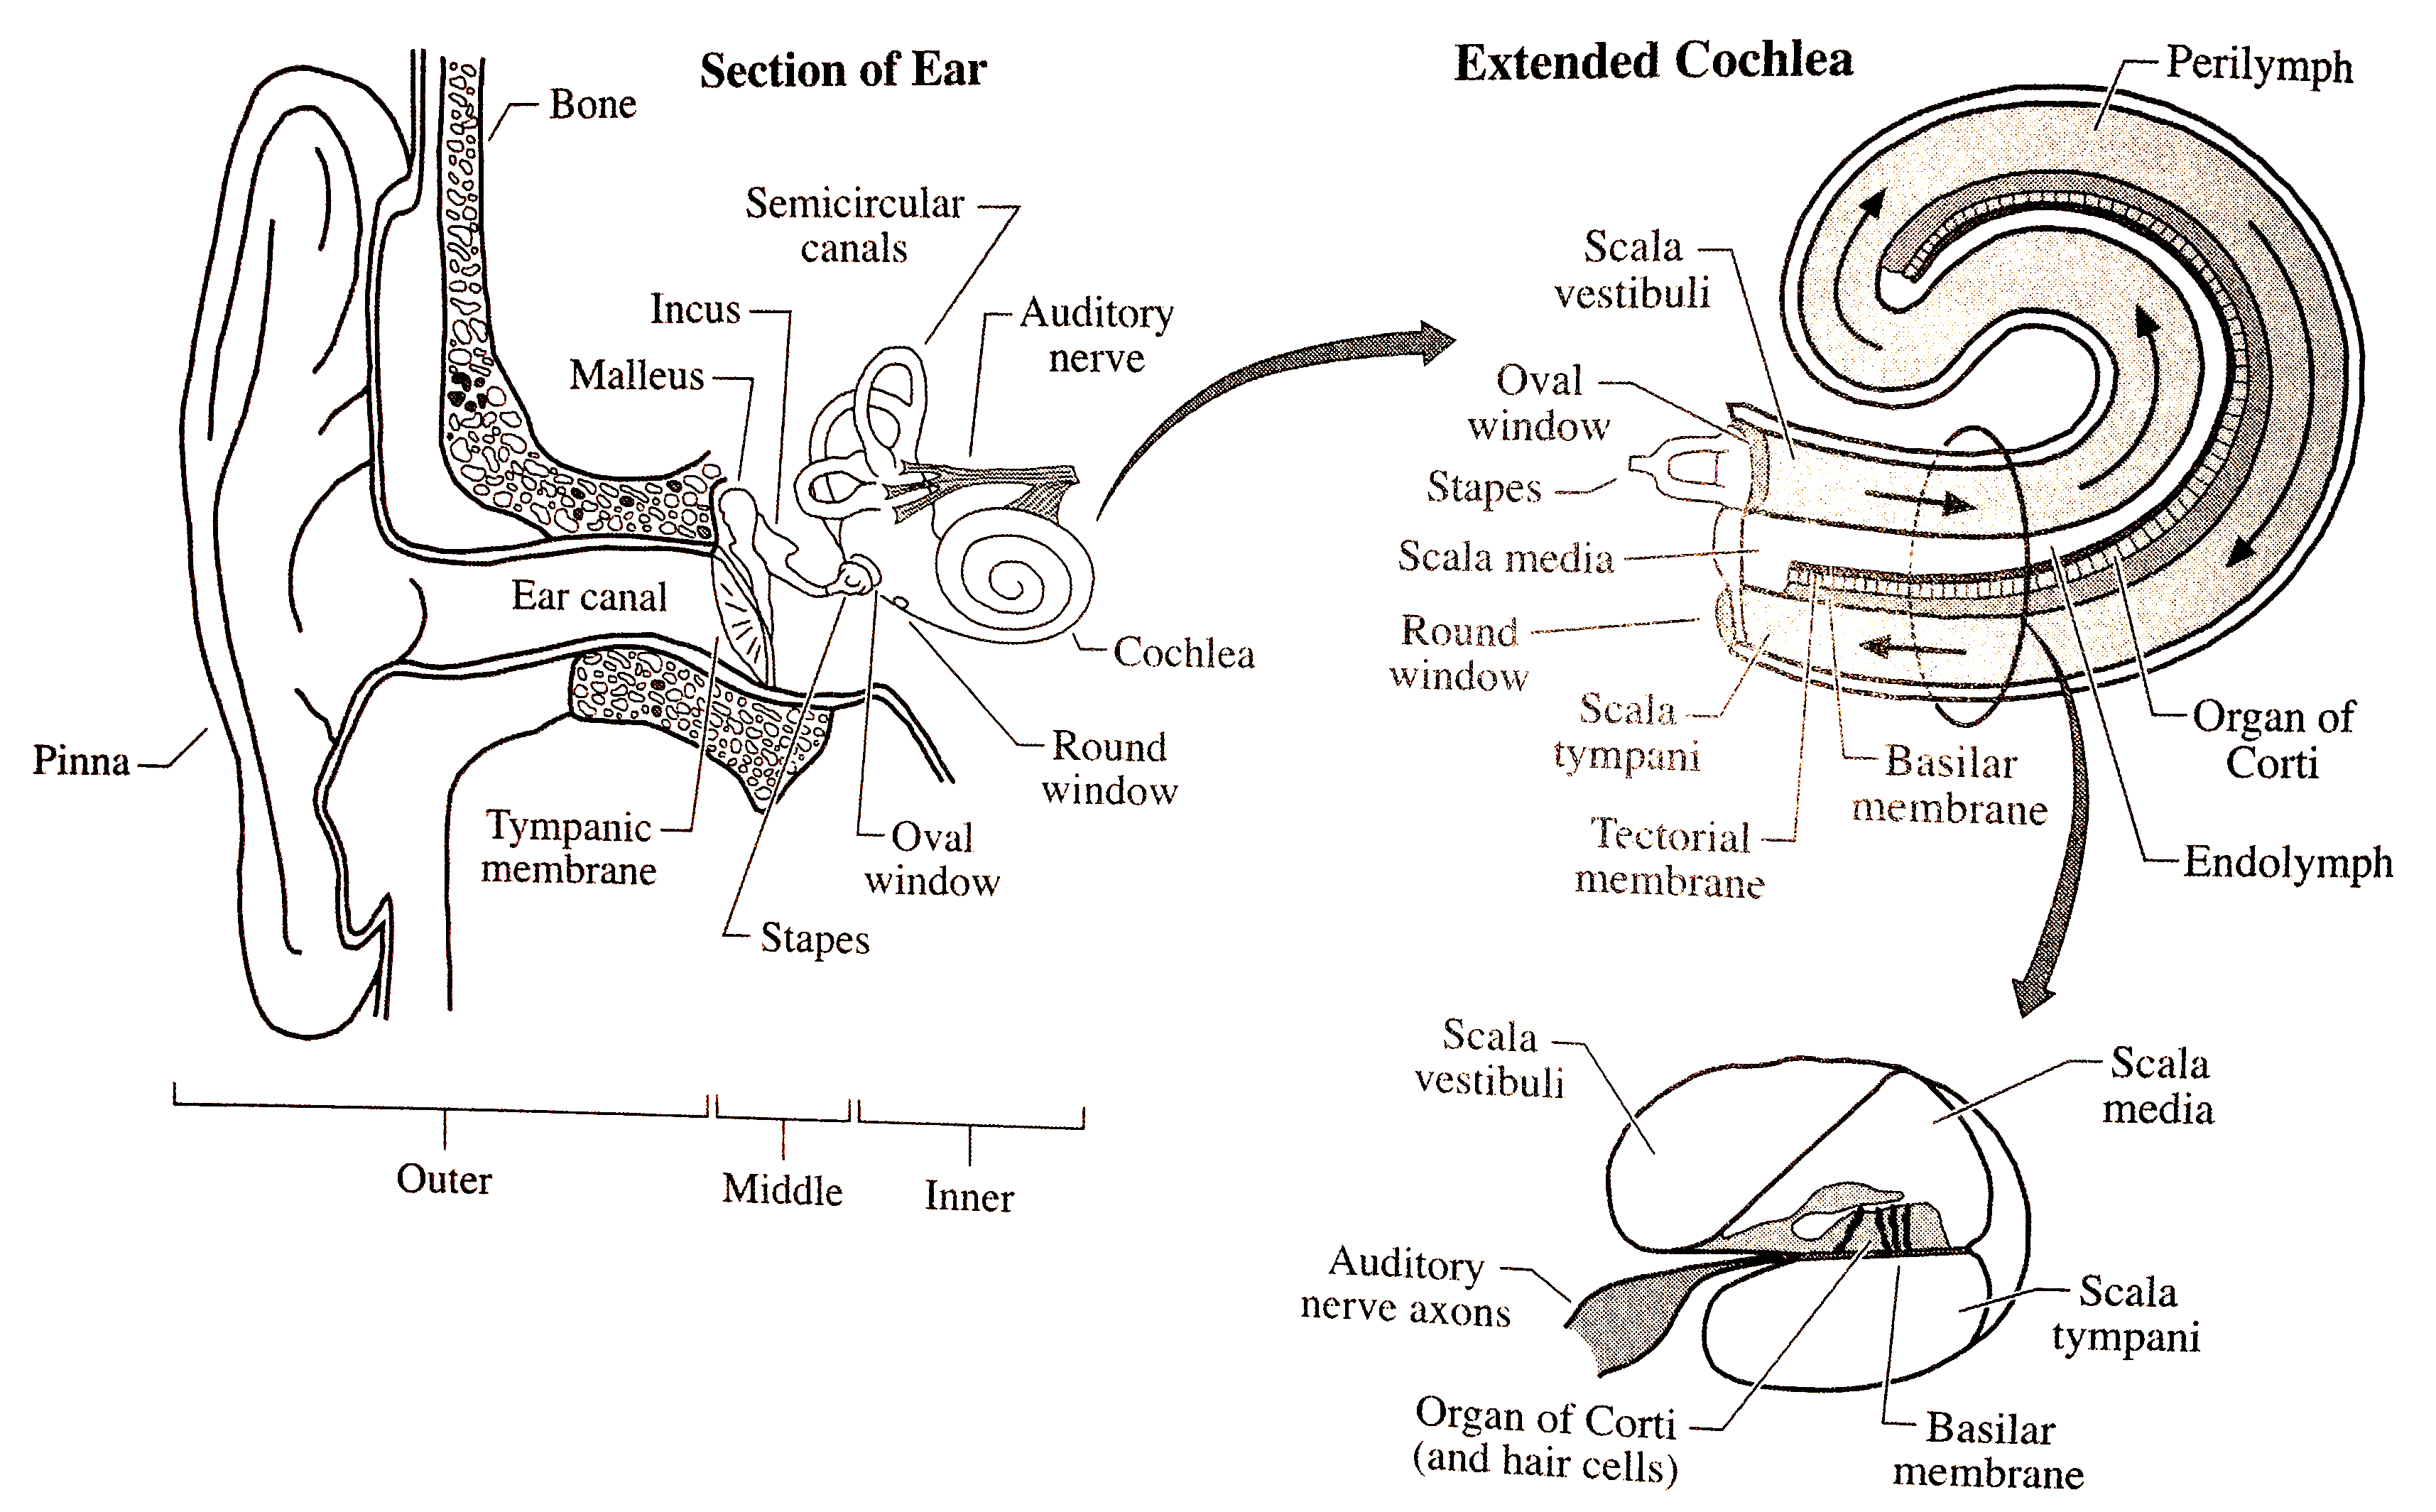 Section of Ear
Bone
Semicircular
canals
Incus
Auditory
nerve
Malleus
Ear canal
Cochlea
Pinna
Round
window
Tympanic
membrane
Oval
window
Stapes
Outer
Middle
Inner
Extended Cochlea
Perilymph
Scala
vestibuli
Oval
window
Stapes
Scala media
Round
window
Scala
tympani
Organ of
Corti
Basilar
membrane
Tectorial
membrane
Endolymph
Scala
vestibuli
Scala
media
Auditory
nerve axons
Scala
tympani
Organ of Corti
(and hair cells)
Basilar
membrane